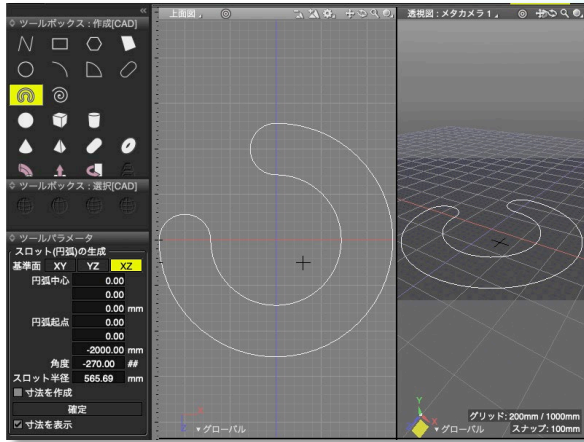 ツールボックス : 作成[CAD]
ツールボックス : 選択[CAD]
ツールパラメータ
スロット(円弧)の生成
基準面 XY YZ XZ
円弧中心 0.00
0.00
0.00 mm
円弧起点 0.00
0.00
-2000.00 mm
角度 -270.00 ##
スロット半径 565.69 mm
寸法を作成
確定
寸法を表示
上面図
グローバル
透視図 : メタカメラ 1
Y
X
グリッド : 200mm / 1000mm
グローバル スナップ : 100mm